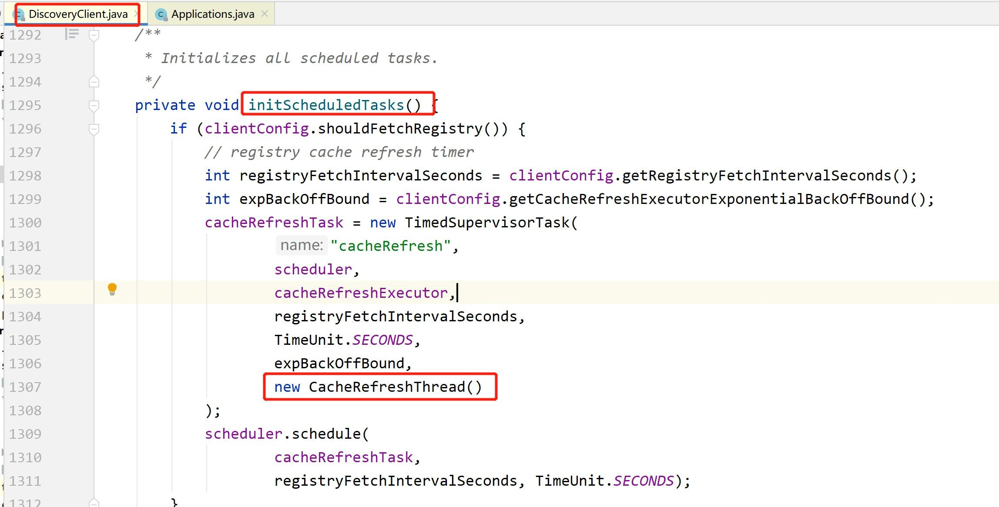 DiscoveryClient.java Applications.java
1292 /**
1293 * Initializes all scheduled tasks.
1294 */
1295 private void initScheduledTasks() {
1296 if (clientConfig.shouldFetchRegistry()) {
1297 // registry cache refresh timer
1298 int registryFetchIntervalSeconds = clientConfig.getRegistryFetchIntervalSeconds();
1299 int expBackOffBound = clientConfig.getCacheRefreshExecutorExponentialBackOffBound();
1300 cacheRefreshTask = new TimedSupervisorTask(
1301 name: "cacheRefresh",
1302 scheduler,
1303 cacheRefreshExecutor,
1304 registryFetchIntervalSeconds,
1305 TimeUnit.SECONDS,
1306 expBackOffBound,
1307 new CacheRefreshThread()
1308 );
1309 scheduler.schedule(
1310 cacheRefreshTask,
1311 registryFetchIntervalSeconds, TimeUnit.SECONDS);
1312 }